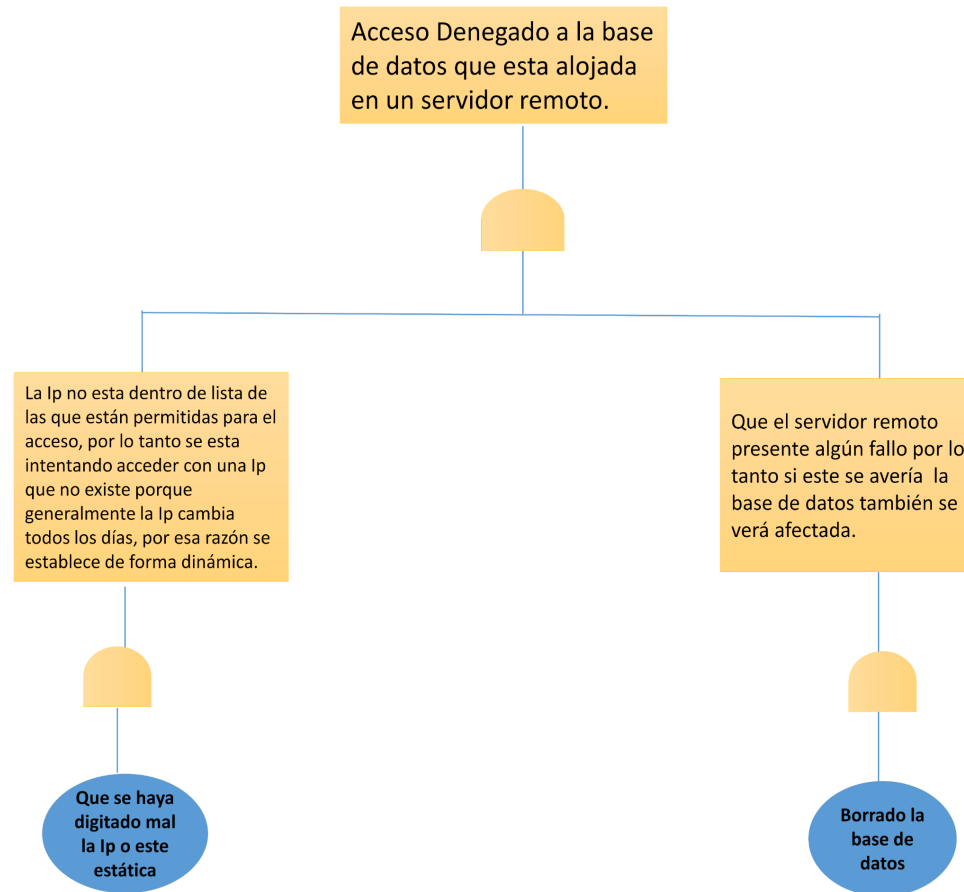 Acceso Denegado a la base
de datos que esta alojada
en un servidor remoto.
La Ip no esta dentro de lista de
las que están permitidas para el
acceso, por lo tanto se esta
intentando acceder con una Ip
que no existe porque
generalmente la Ip cambia
todos los días, por esa razón se
establece de forma dinámica.
Que el servidor remoto
presente algún fallo por lo
tanto si este se avería la
base de datos también se
verá afectada.
Que se haya
digitado mal
la Ip o este
estática
Borrado la
base de
datos